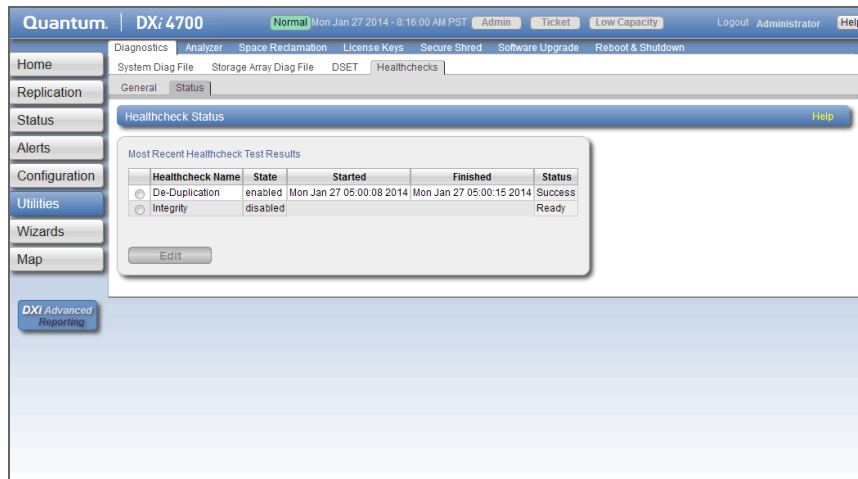 Quantum. DXi 4700 Normal Mon Jan 27 2014 - 8:16:00 AM PST Admin Ticket Low Capacity Logout Administrator Help
Diagnostics Analyzer Space Reclamation License Keys Secure Shred Software Upgrade Reboot & Shutdown
System Diag File Storage Array Diag File DSET Healthchecks
General Status
Home
Replication
Status
Alerts
Configuration
Utilities
Wizards
Map
DXi Advanced
Reporting
Healthcheck Status Help
Most Recent Healthcheck Test Results
Healthcheck Name State Started Finished Status
De-Duplication enabled Mon Jan 27 05:00:08 2014 Mon Jan 27 05:00:15 2014 Success
Integrity disabled Ready
Edit